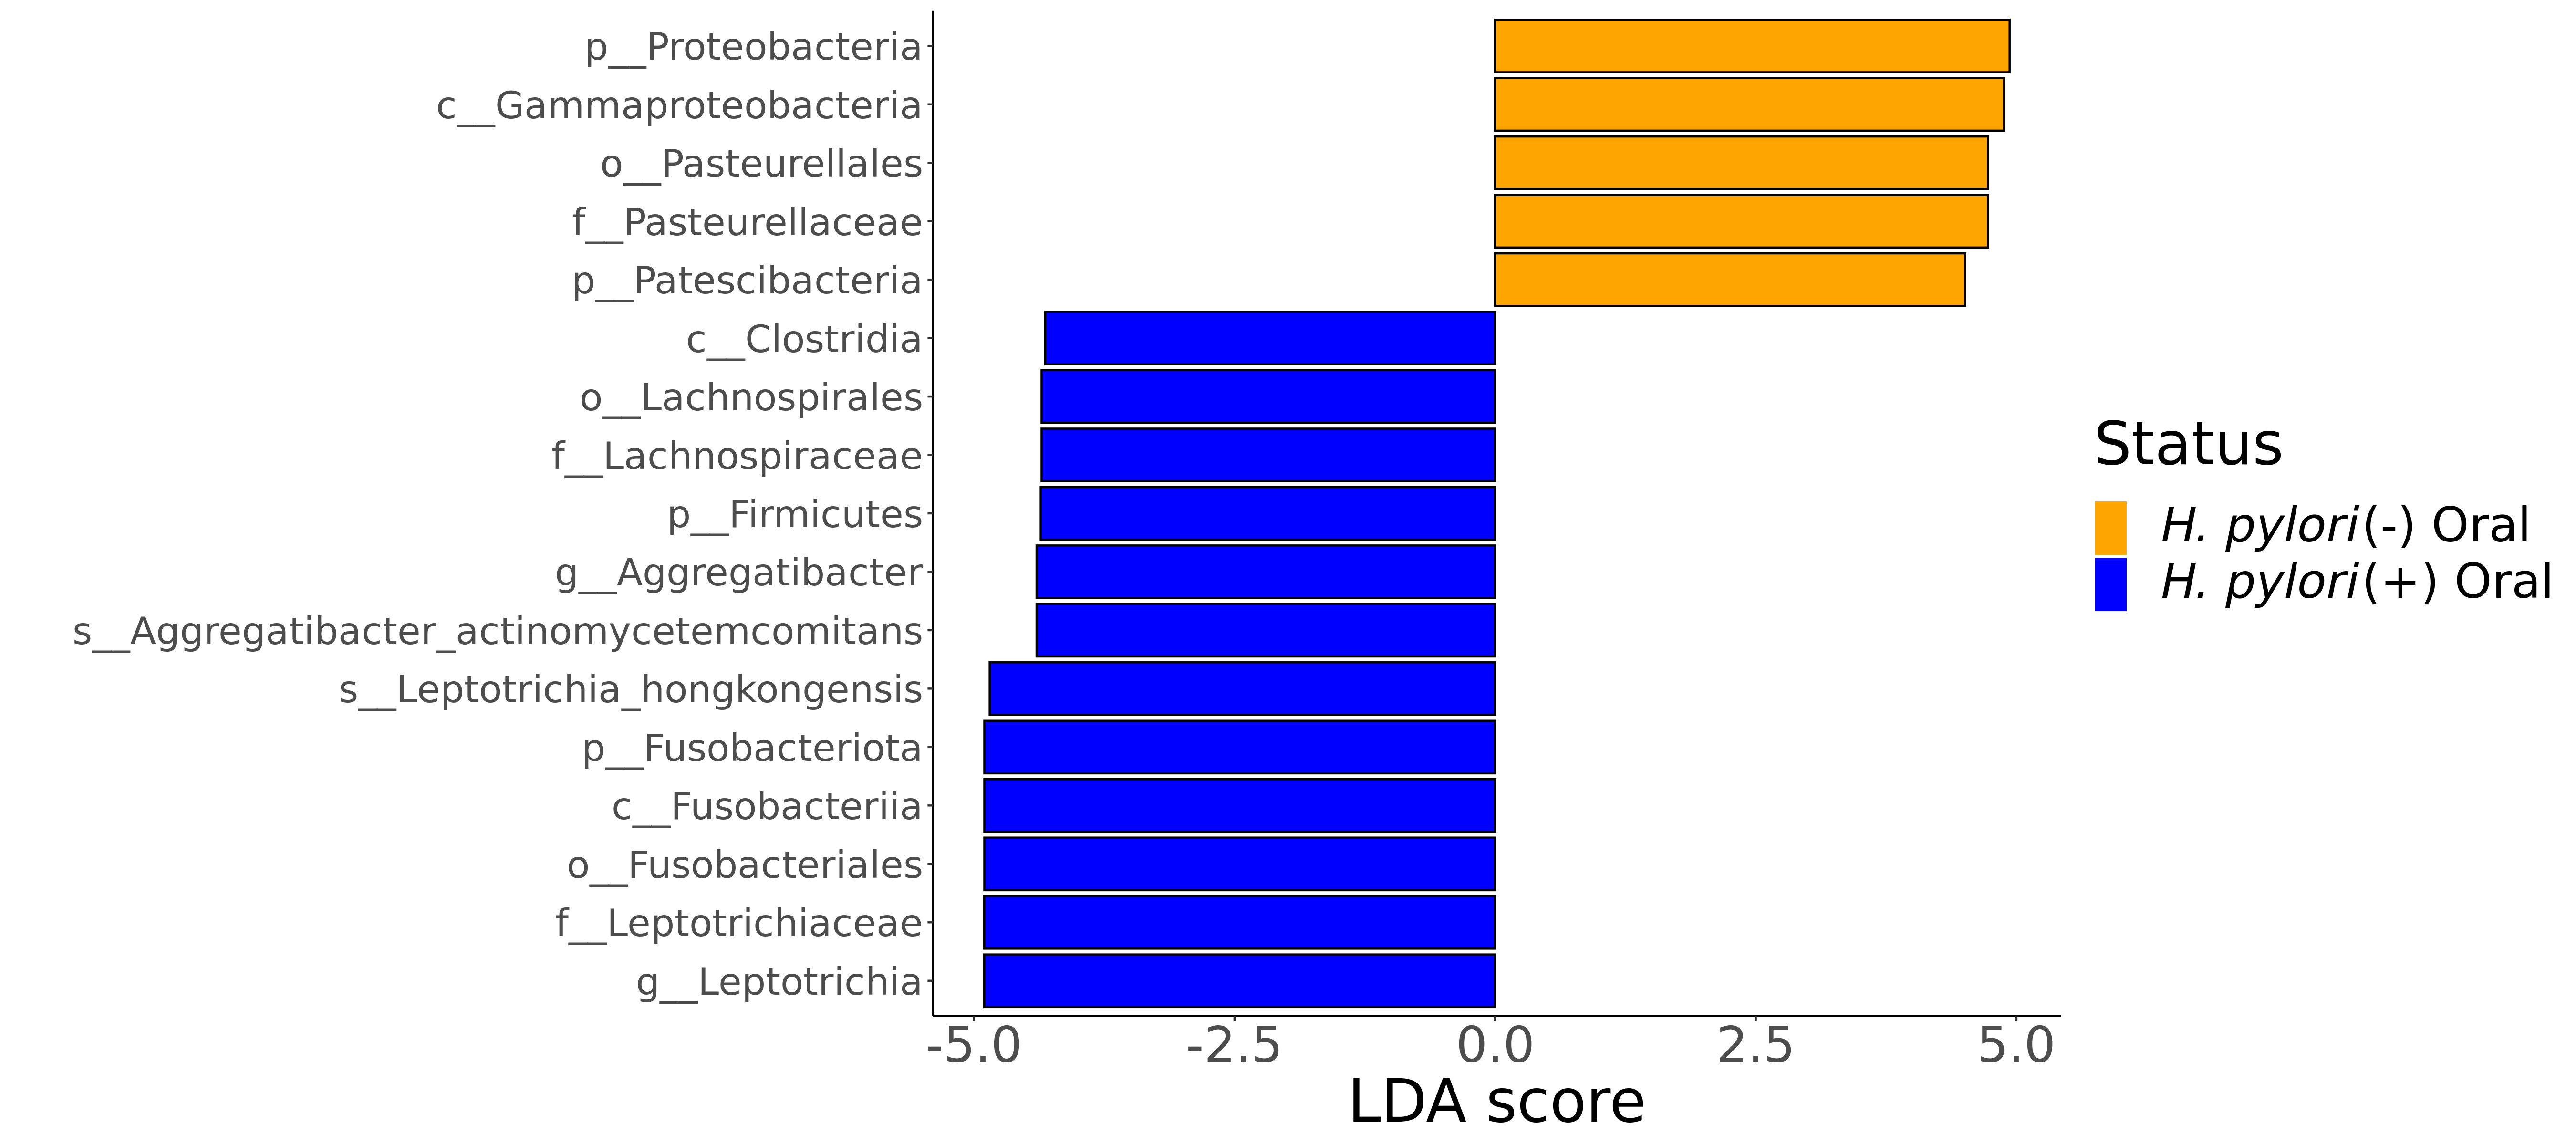 p__Proteobacteria
c__Gammaproteobacteria
o__Pasteurellales
f__Pasteurellaceae
p__Patescibacteria
c__Clostridia
o__Lachnospirales
f__Lachnospiraceae
p__Firmicutes
g__Aggregatibacter
s__Aggregatibacter_actinomycetemcomitans
s__Leptotrichia_hongkongensis
p__Fusobacteriota
c__Fusobacteriia
o__Fusobacteriales
f__Leptotrichiaceae
g__Leptotrichia
-5.0 -2.5 0.0 2.5 5.0
LDA score
Status
H. pylori(-) Oral
H. pylori(+) Oral